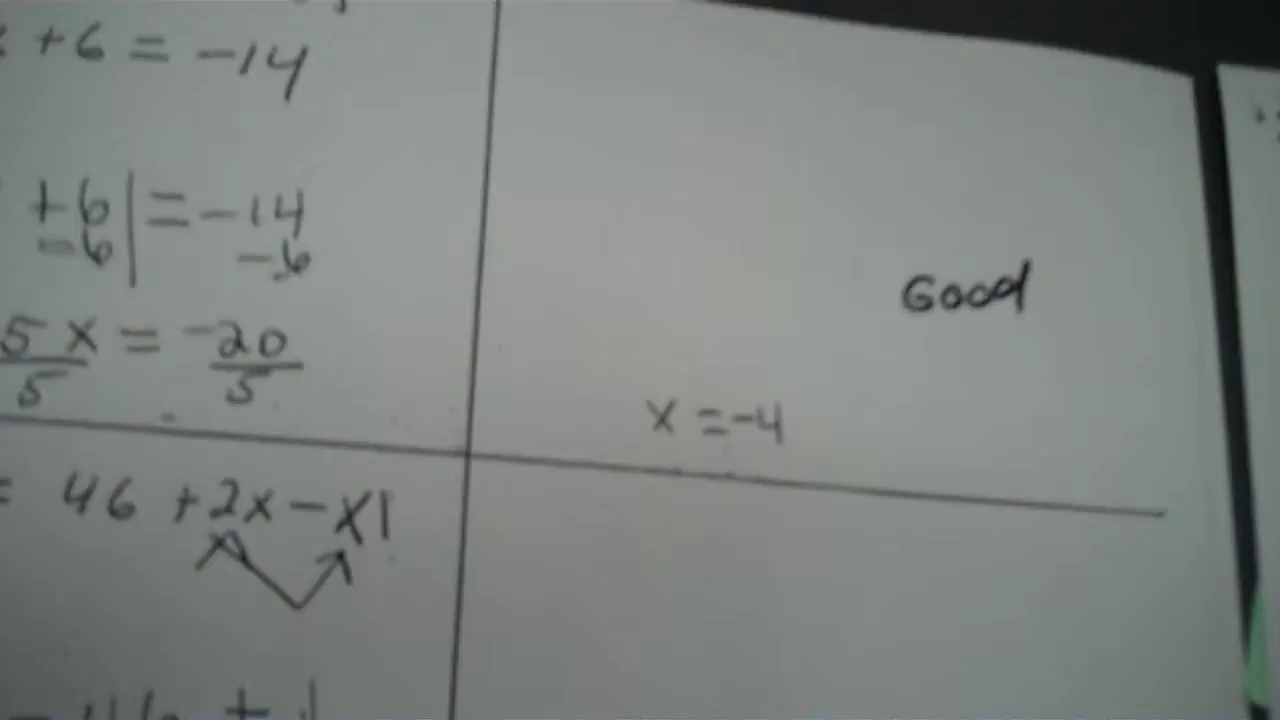 +6 = -14
+6 | = -14
-6 -6
5x = -20
5 5
x = -4
Good
= 46 + 2x - x1